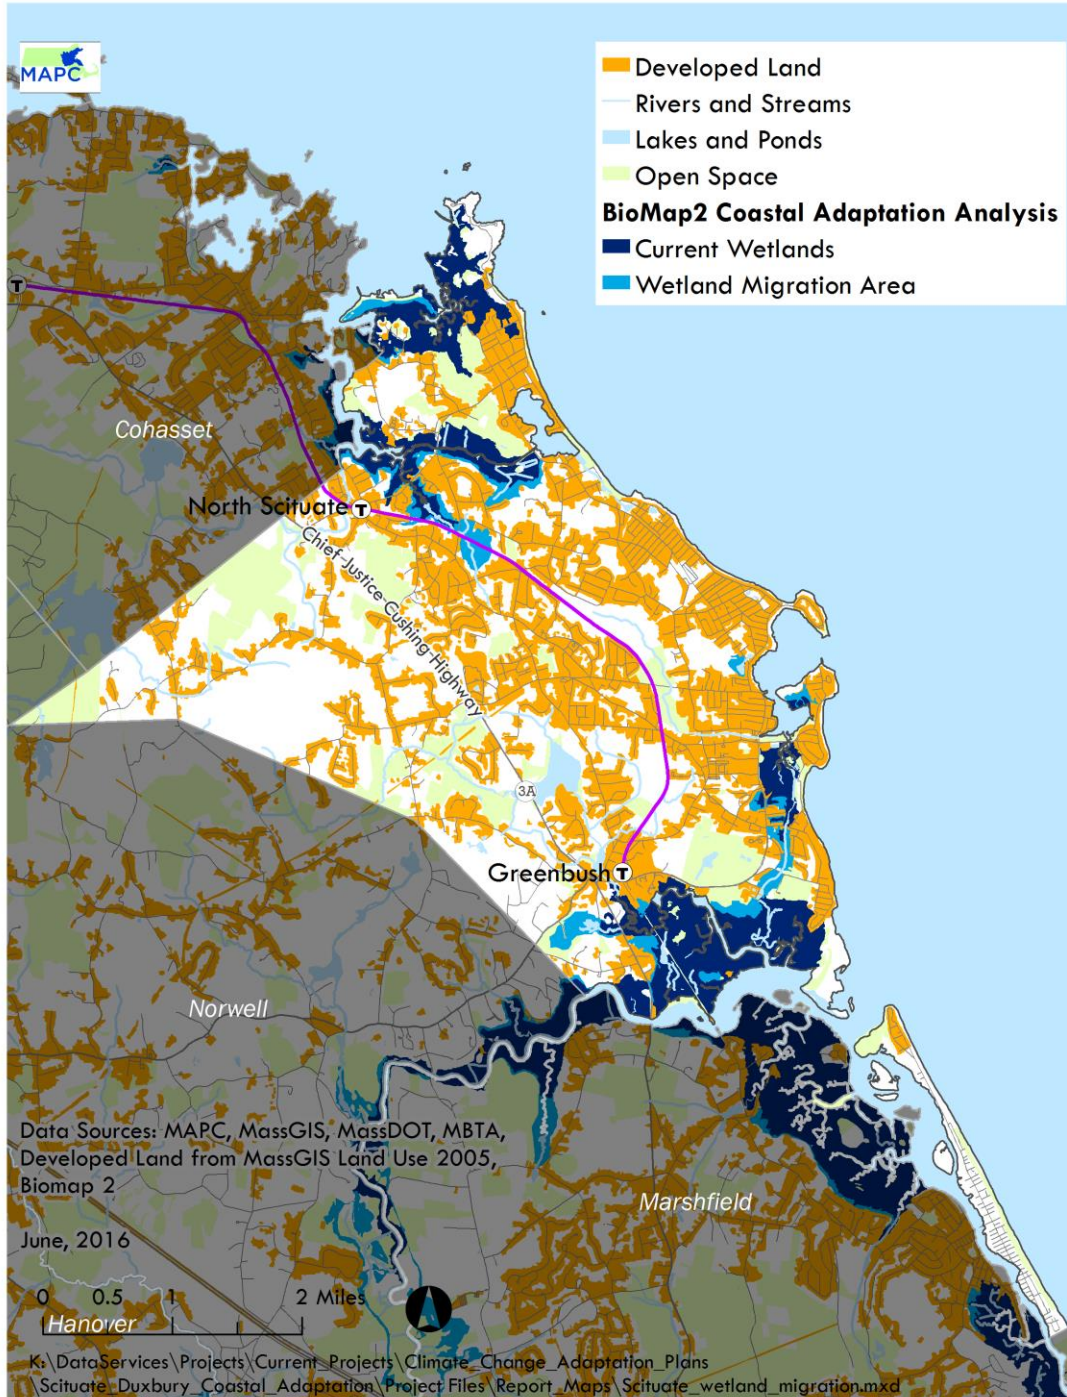 MAPC
Developed Land
Rivers and Streams
Lakes and Ponds
Open Space
BioMap2 Coastal Adaptation Analysis
Current Wetlands
Wetland Migration Area
T
Cohasset
North Scituate T
Chief Justice Cushing Highway
3A
Greenbush T
Norwell
Marshfield
Data Sources: MAPC, MassGIS, MassDOT, MBTA,
Developed Land from MassGIS Land Use 2005,
Biomap 2
June, 2016
0 0.5 1 2 Miles
Hanover
K:\DataServices\Projects\Current_Projects\Climate_Change_Adaptation_Plans
\Scituate_Duxbury_Coastal_Adaptation\Project Files\Report_Maps\Scituate_wetland_migration.mxd